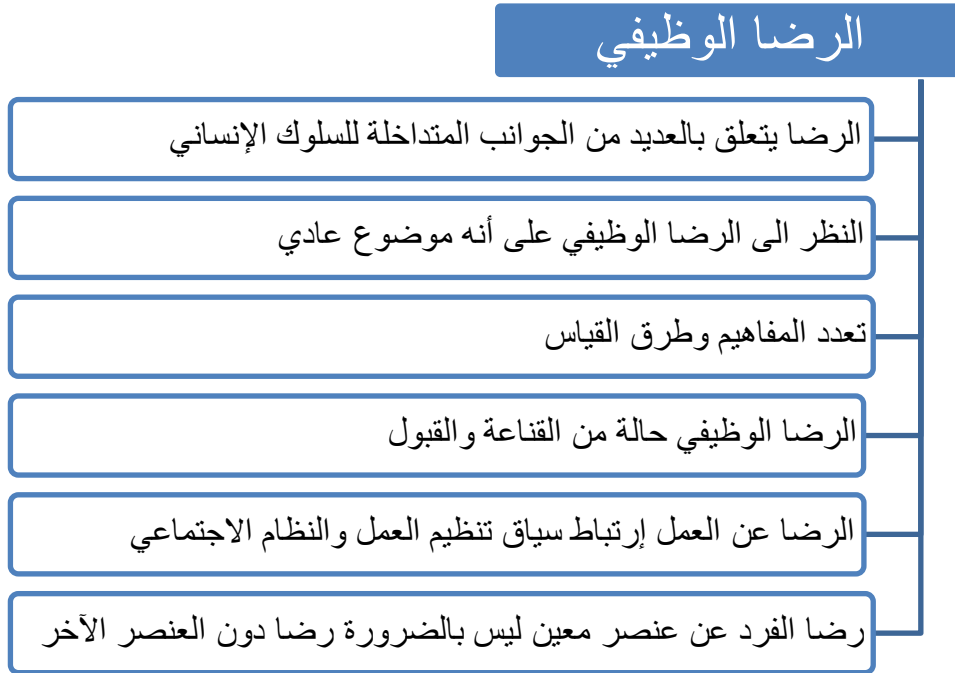 الرضا الوظيفي
الرضا يتعلق بالعديد من الجوانب المتداخلة للسلوك الإنساني
النظر الى الرضا الوظيفي على أنه موضوع عادي
تعدد المفاهيم وطرق القياس
الرضا الوظيفي حالة من القناعة والقبول
الرضا عن العمل إرتباط سياق تنظيم العمل والنظام الاجتماعي
رضا الفرد عن عنصر معين ليس بالضرورة رضا دون العنصر الآخر